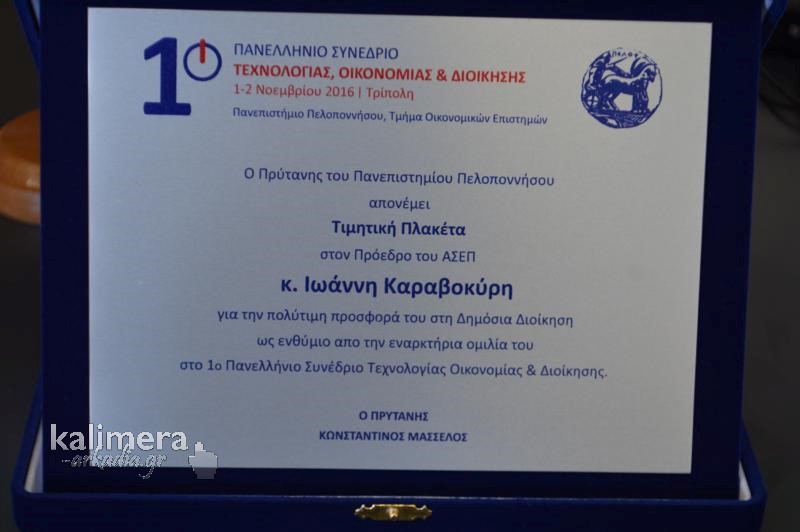 1
ΠΑΝΕΛΛΗΝΙΟ ΣΥΝΕΔΡΙΟ
ΤΕΧΝΟΛΟΓΙΑΣ, ΟΙΚΟΝΟΜΙΑΣ & ΔΙΟΙΚΗΣΗΣ
1-2 Νοεμβρίου 2016 | Τρίπολη
Πανεπιστήμιο Πελοποννήσου, Τμήμα Οικονομικών Επιστημών
Ο Πρύτανης του Πανεπιστημίου Πελοποννήσου
απονέμει
Τιμητική Πλακέτα
στον Πρόεδρο του ΑΣΕΠ
κ. Ιωάννη Καραβοκύρη
για την πολύτιμη προσφορά του στη Δημόσια Διοίκηση
ως ενθύμιο απο την εναρκτήρια ομιλία του
στο 1ο Πανελλήνιο Συνέδριο Τεχνολογίας Οικονομίας & Διοίκησης.
Ο ΠΡΥΤΑΝΗΣ
ΚΩΝΣΤΑΝΤΙΝΟΣ ΜΑΣΣΕΛΟΣ
kalimera
-arkadia.gr